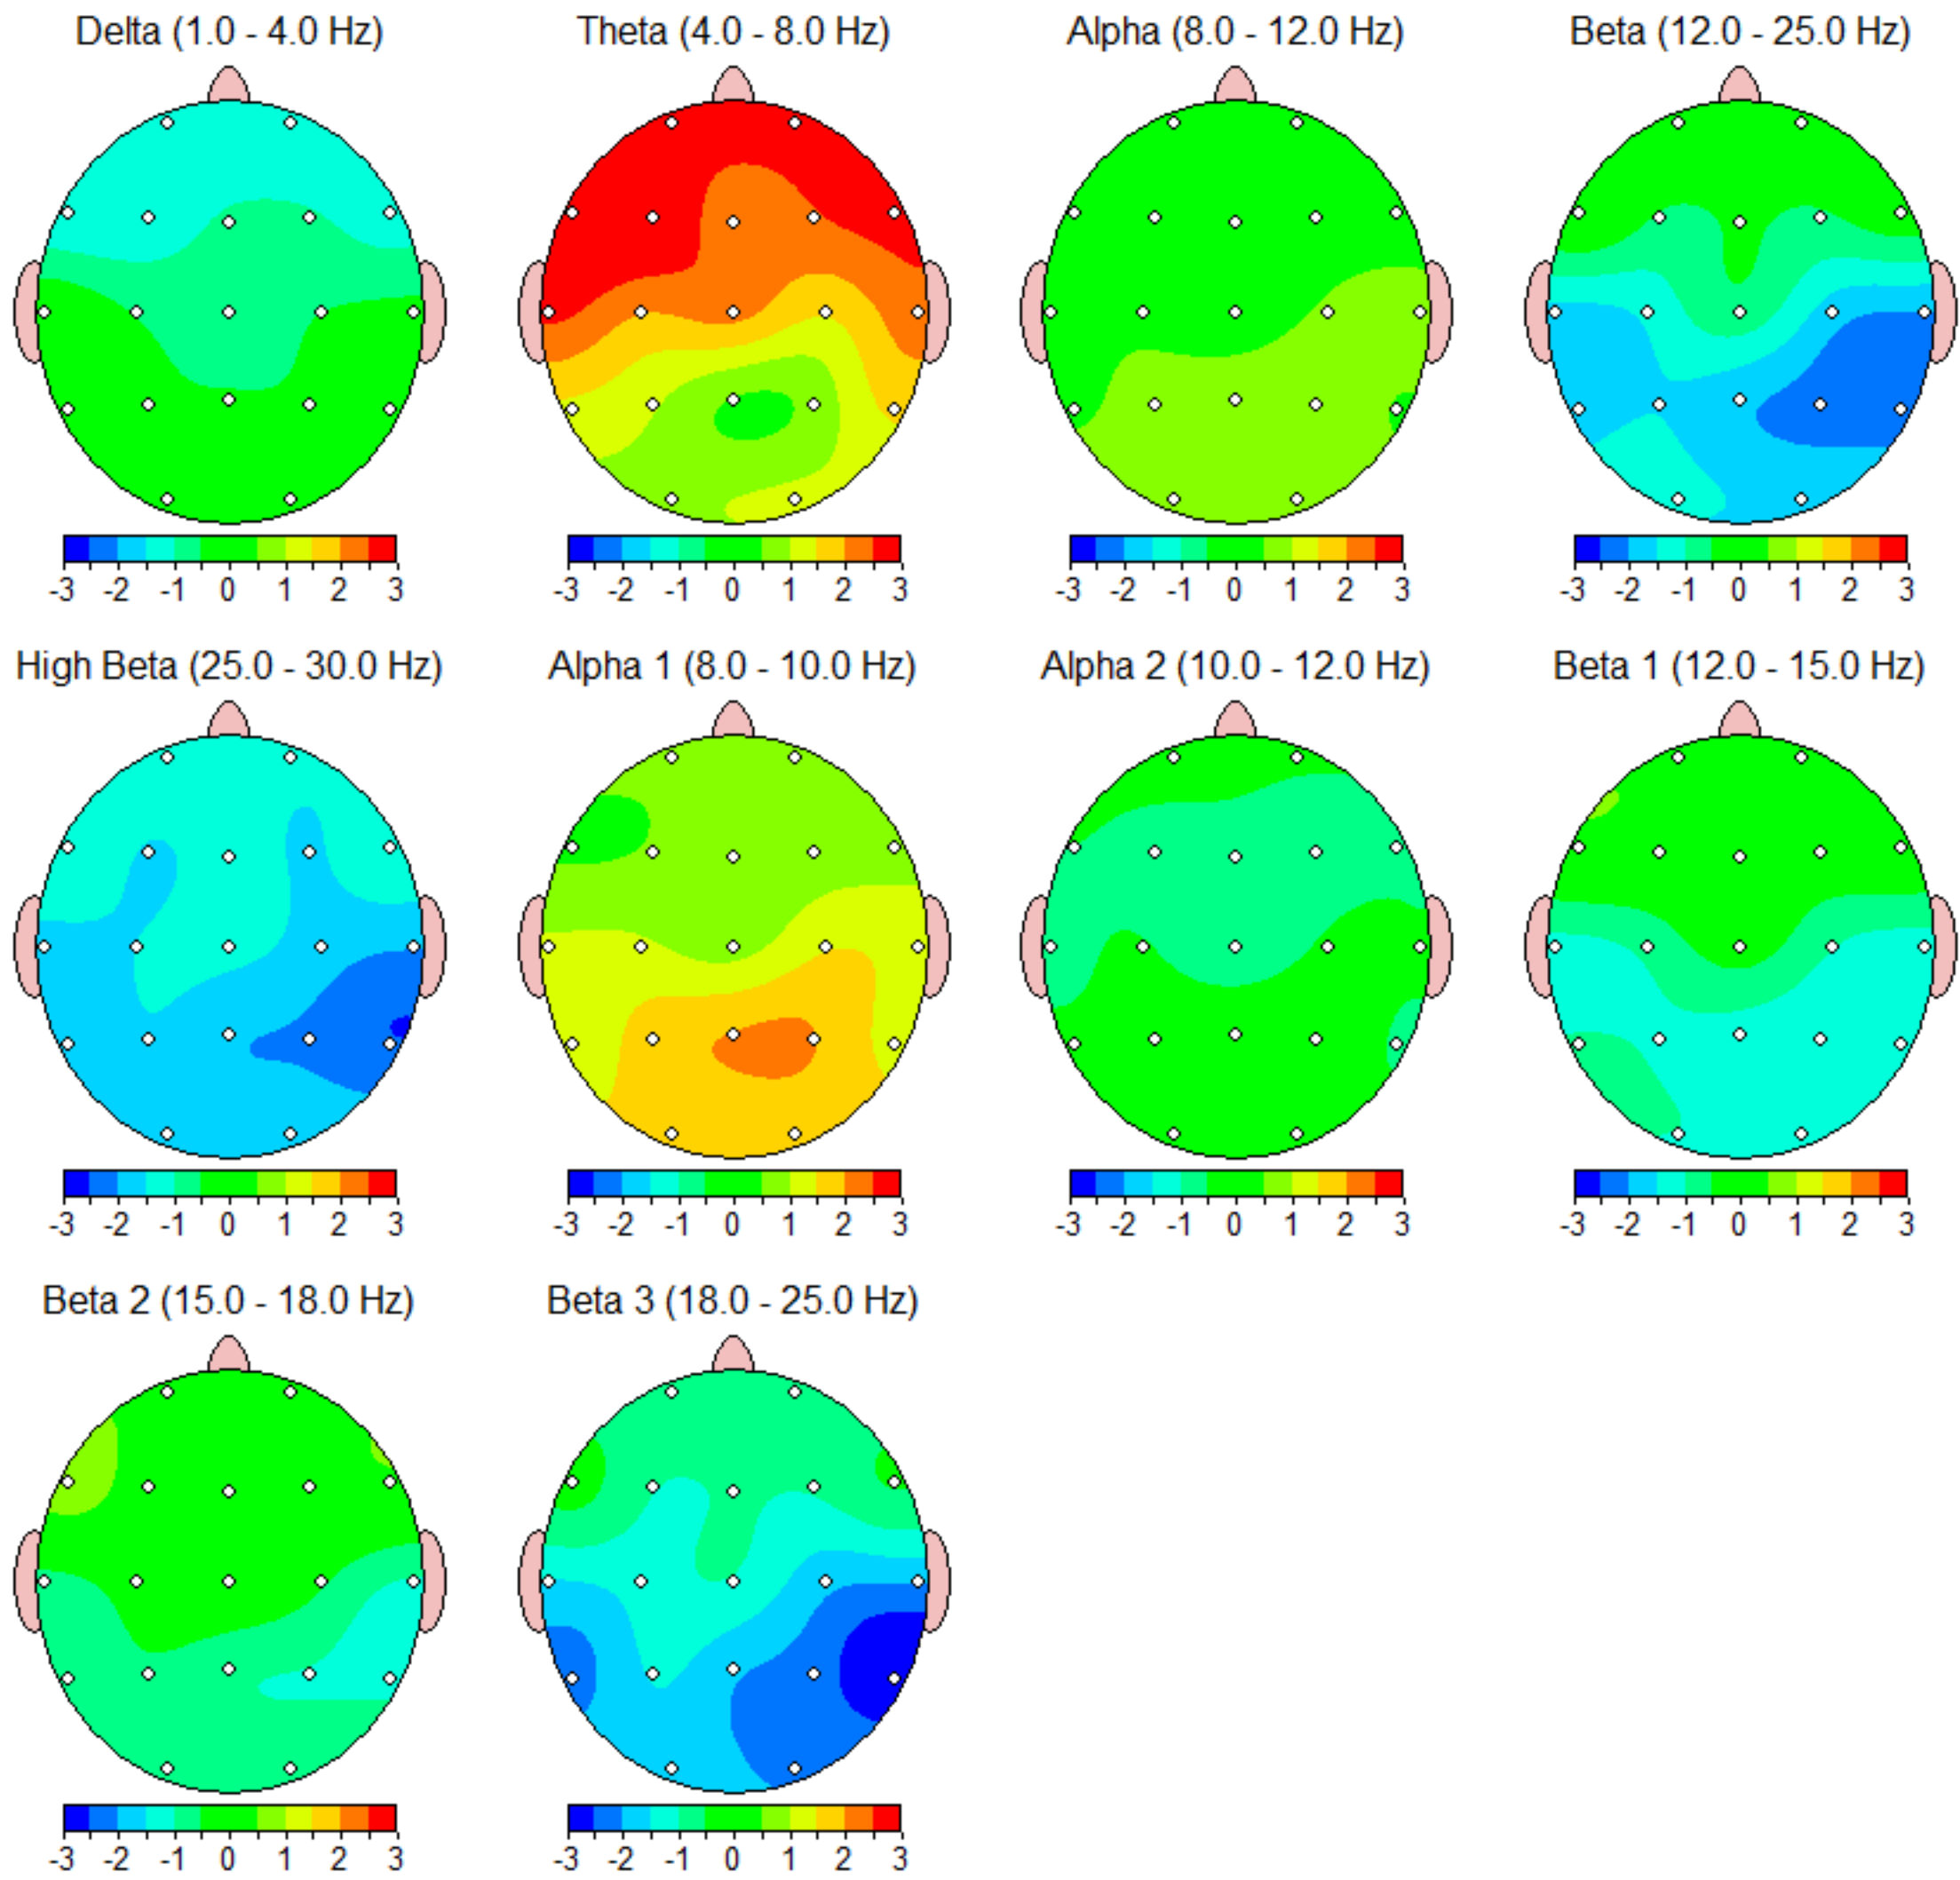 Delta (1.0 - 4.0 Hz) Theta (4.0 - 8.0 Hz) Alpha (8.0 - 12.0 Hz) Beta (12.0 - 25.0 Hz)
-3 -2 -1 0 1 2 3 -3 -2 -1 0 1 2 3 -3 -2 -1 0 1 2 3 -3 -2 -1 0 1 2 3
High Beta (25.0 - 30.0 Hz) Alpha 1 (8.0 - 10.0 Hz) Alpha 2 (10.0 - 12.0 Hz) Beta 1 (12.0 - 15.0 Hz)
-3 -2 -1 0 1 2 3 -3 -2 -1 0 1 2 3 -3 -2 -1 0 1 2 3 -3 -2 -1 0 1 2 3
Beta 2 (15.0 - 18.0 Hz) Beta 3 (18.0 - 25.0 Hz)
-3 -2 -1 0 1 2 3 -3 -2 -1 0 1 2 3